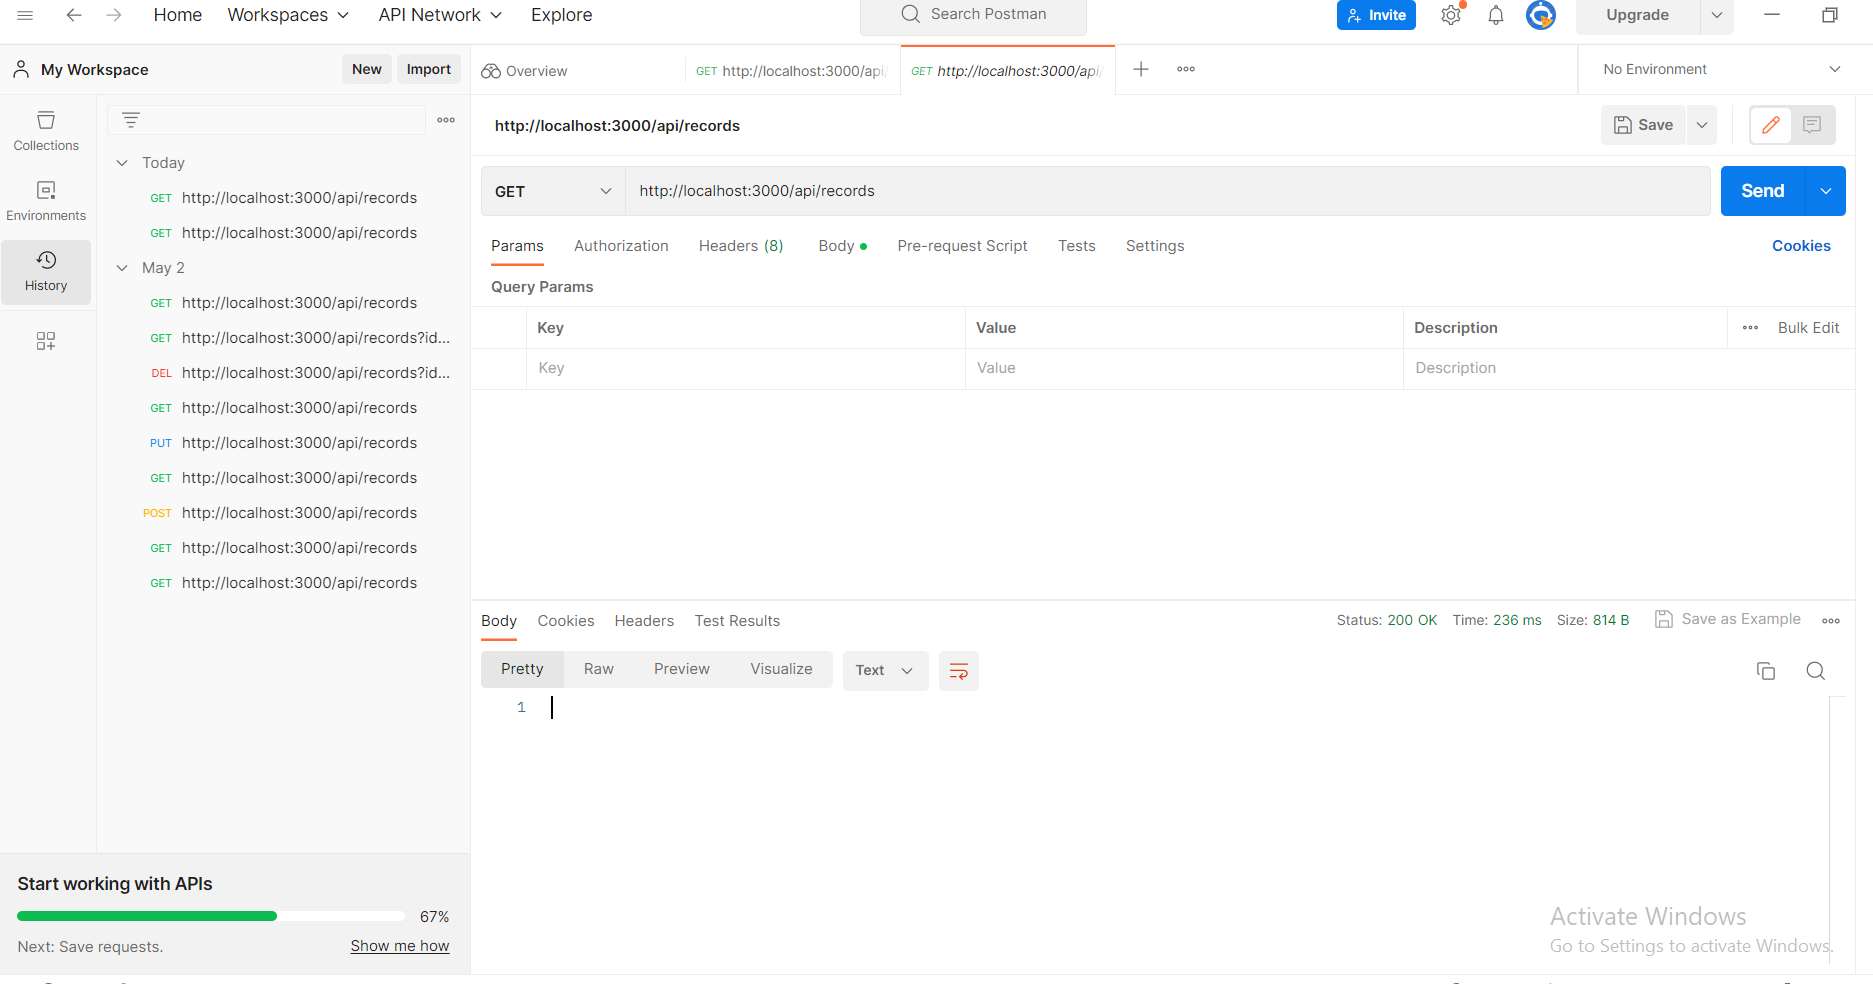 Home Workspaces API Network Explore Search Postman Invite Upgrade
My Workspace New Import Overview GET http://localhost:3000/api/ GET http://localhost:3000/api/ No Environment
Collections
Environments
History
Today
GET http://localhost:3000/api/records
GET http://localhost:3000/api/records
May 2
GET http://localhost:3000/api/records
GET http://localhost:3000/api/records?id...
DEL http://localhost:3000/api/records?id...
GET http://localhost:3000/api/records
PUT http://localhost:3000/api/records
GET http://localhost:3000/api/records
POST http://localhost:3000/api/records
GET http://localhost:3000/api/records
GET http://localhost:3000/api/records
Start working with APIs
67%
Next: Save requests. Show me how
http://localhost:3000/api/records Save
GET http://localhost:3000/api/records Send
Params Authorization Headers (8) Body Pre-request Script Tests Settings Cookies
Query Params
Key Value Description Bulk Edit
Key Value Description
Body Cookies Headers Test Results Status: 200 OK Time: 236 ms Size: 814 B Save as Example
Pretty Raw Preview Visualize Text
1
Activate Windows
Go to Settings to activate Windows.